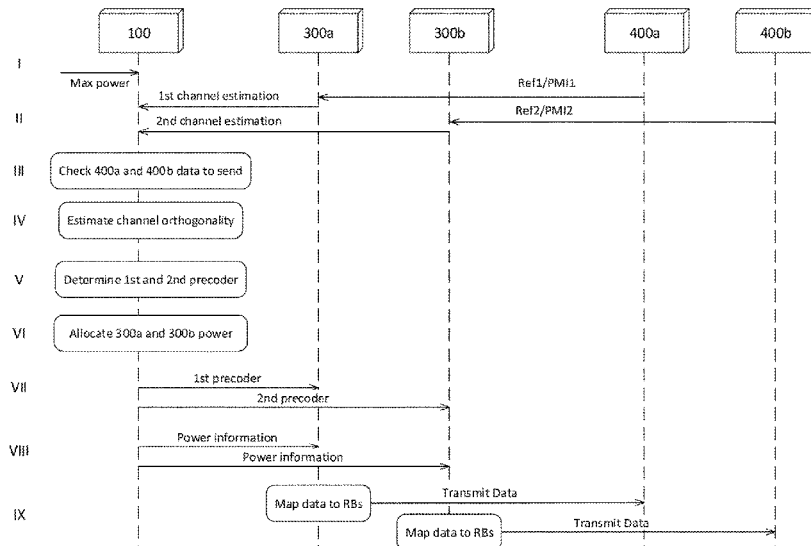 100
300a
300b
400a
400b
I
Max power
Ref1/PMI1
1st channel estimation
Ref2/PMI2
II
2nd channel estimation
III
Check 400a and 400b data to send
IV
Estimate channel orthogonality
V
Determine 1st and 2nd precoder
VI
Allocate 300a and 300b power
VII
1st precoder
2nd precoder
VIII
Power information
Power information
Map data to RBs
Transmit Data
IX
Map data to RBs
Transmit Data